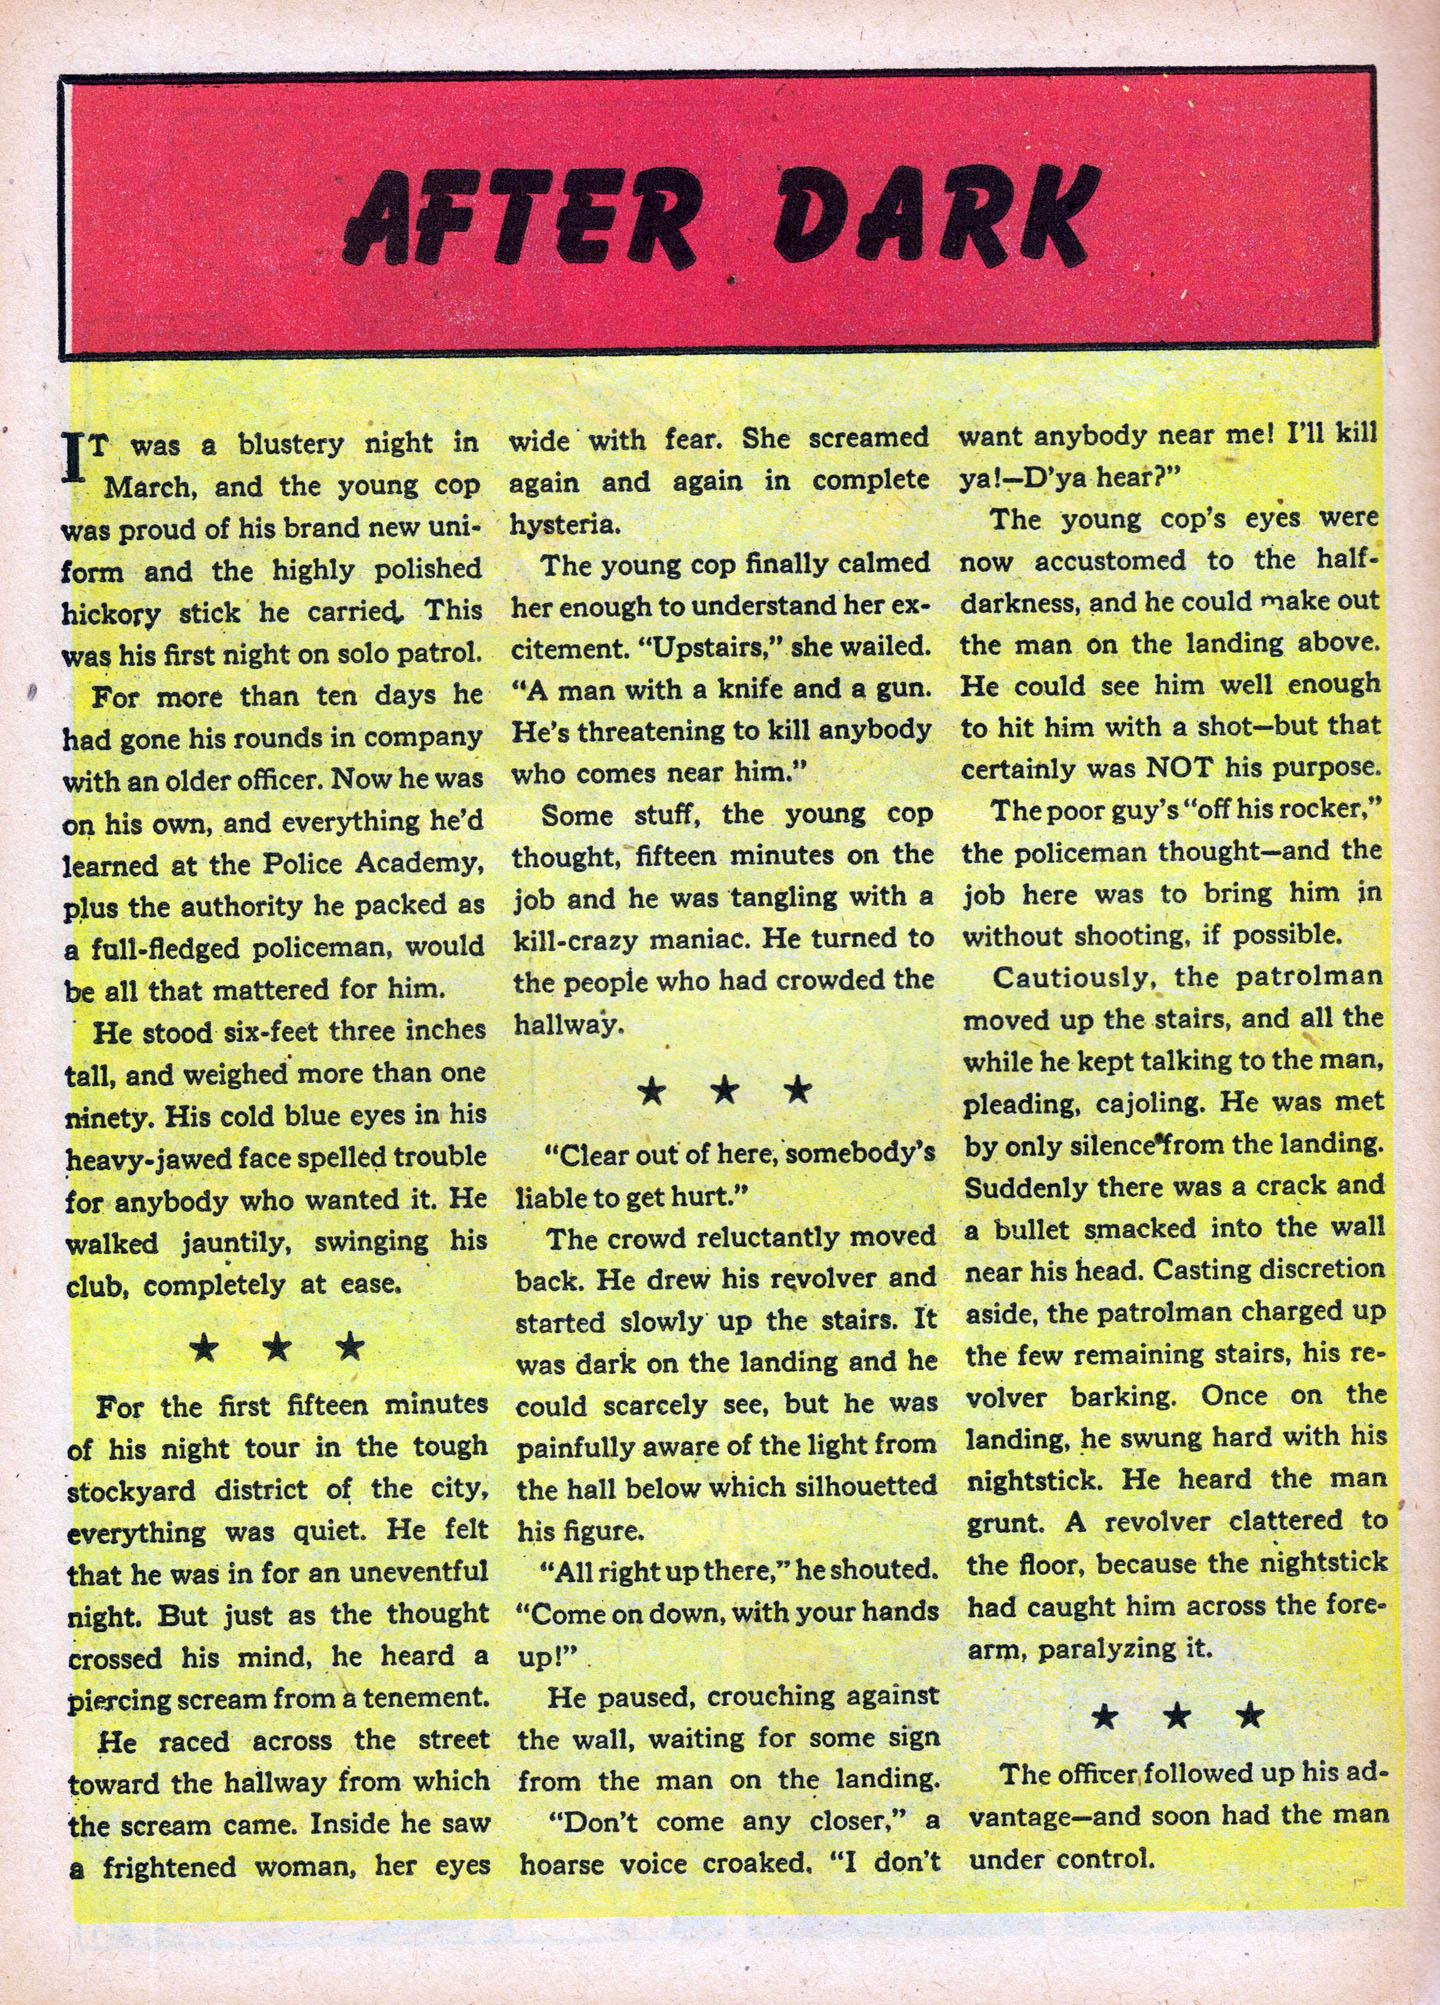 AFTER DARK
IT was a blustery night in
March, and the young cop
was proud of his brand new uni-
form and the highly polished
hickory stick he carried. This
was his first night on solo patrol.
For more than ten days he
had gone his rounds in company
with an older officer. Now he was
on his own, and everything he'd
learned at the Police Academy,
plus the authority he packed as
a full-fledged policeman, would
be all that mattered for him.
He stood six-feet three inches
tall, and weighed more than one
ninety. His cold blue eyes in his
heavy-jawed face spelled trouble
for anybody who wanted it. He
walked jauntily, swinging his
club, completely at ease.
★ ★ ★
For the first fifteen minutes
of his night tour in the tough
stockyard district of the city,
everything was quiet. He felt
that he was in for an uneventful
night. But just as the thought
crossed his mind, he heard a
piercing scream from a tenement.
He raced across the street
toward the hallway from which
the scream came. Inside he saw
a frightened woman, her eyes
wide with fear. She screamed
again and again in complete
hysteria.
The young cop finally calmed
her enough to understand her ex-
citement. "Upstairs," she wailed.
"A man with a knife and a gun.
He's threatening to kill anybody
who comes near him."
Some stuff, the young cop
thought, fifteen minutes on the
job and he was tangling with a
kill-crazy maniac. He turned to
the people who had crowded the
hallway.
★ ★ ★
"Clear out of here, somebody's
liable to get hurt."
The crowd reluctantly moved
back. He drew his revolver and
started slowly up the stairs. It
was dark on the landing and he
could scarcely see, but he was
painfully aware of the light from
the hall below which silhouetted
his figure.
"All right up there," he shouted.
"Come on down, with your hands
up!"
He paused, crouching against
the wall, waiting for some sign
from the man on the landing.
"Don't come any closer," a
hoarse voice croaked. "I don't
want anybody near me! I'll kill
ya!—D'ya hear?"
The young cop's eyes were
now accustomed to the half-
darkness, and he could make out
the man on the landing above.
He could see him well enough
to hit him with a shot—but that
certainly was NOT his purpose.
The poor guy's "off his rocker,"
the policeman thought—and the
job here was to bring him in
without shooting, if possible.
Cautiously, the patrolman
moved up the stairs, and all the
while he kept talking to the man,
pleading, cajoling. He was met
by only silence from the landing.
Suddenly there was a crack and
a bullet smacked into the wall
near his head. Casting discretion
aside, the patrolman charged up
the few remaining stairs, his re-
volver barking. Once on the
landing, he swung hard with his
nightstick. He heard the man
grunt. A revolver clattered to
the floor, because the nightstick
had caught him across the fore-
arm, paralyzing it.
★ ★ ★
The officer followed up his ad-
vantage—and soon had the man
under control.